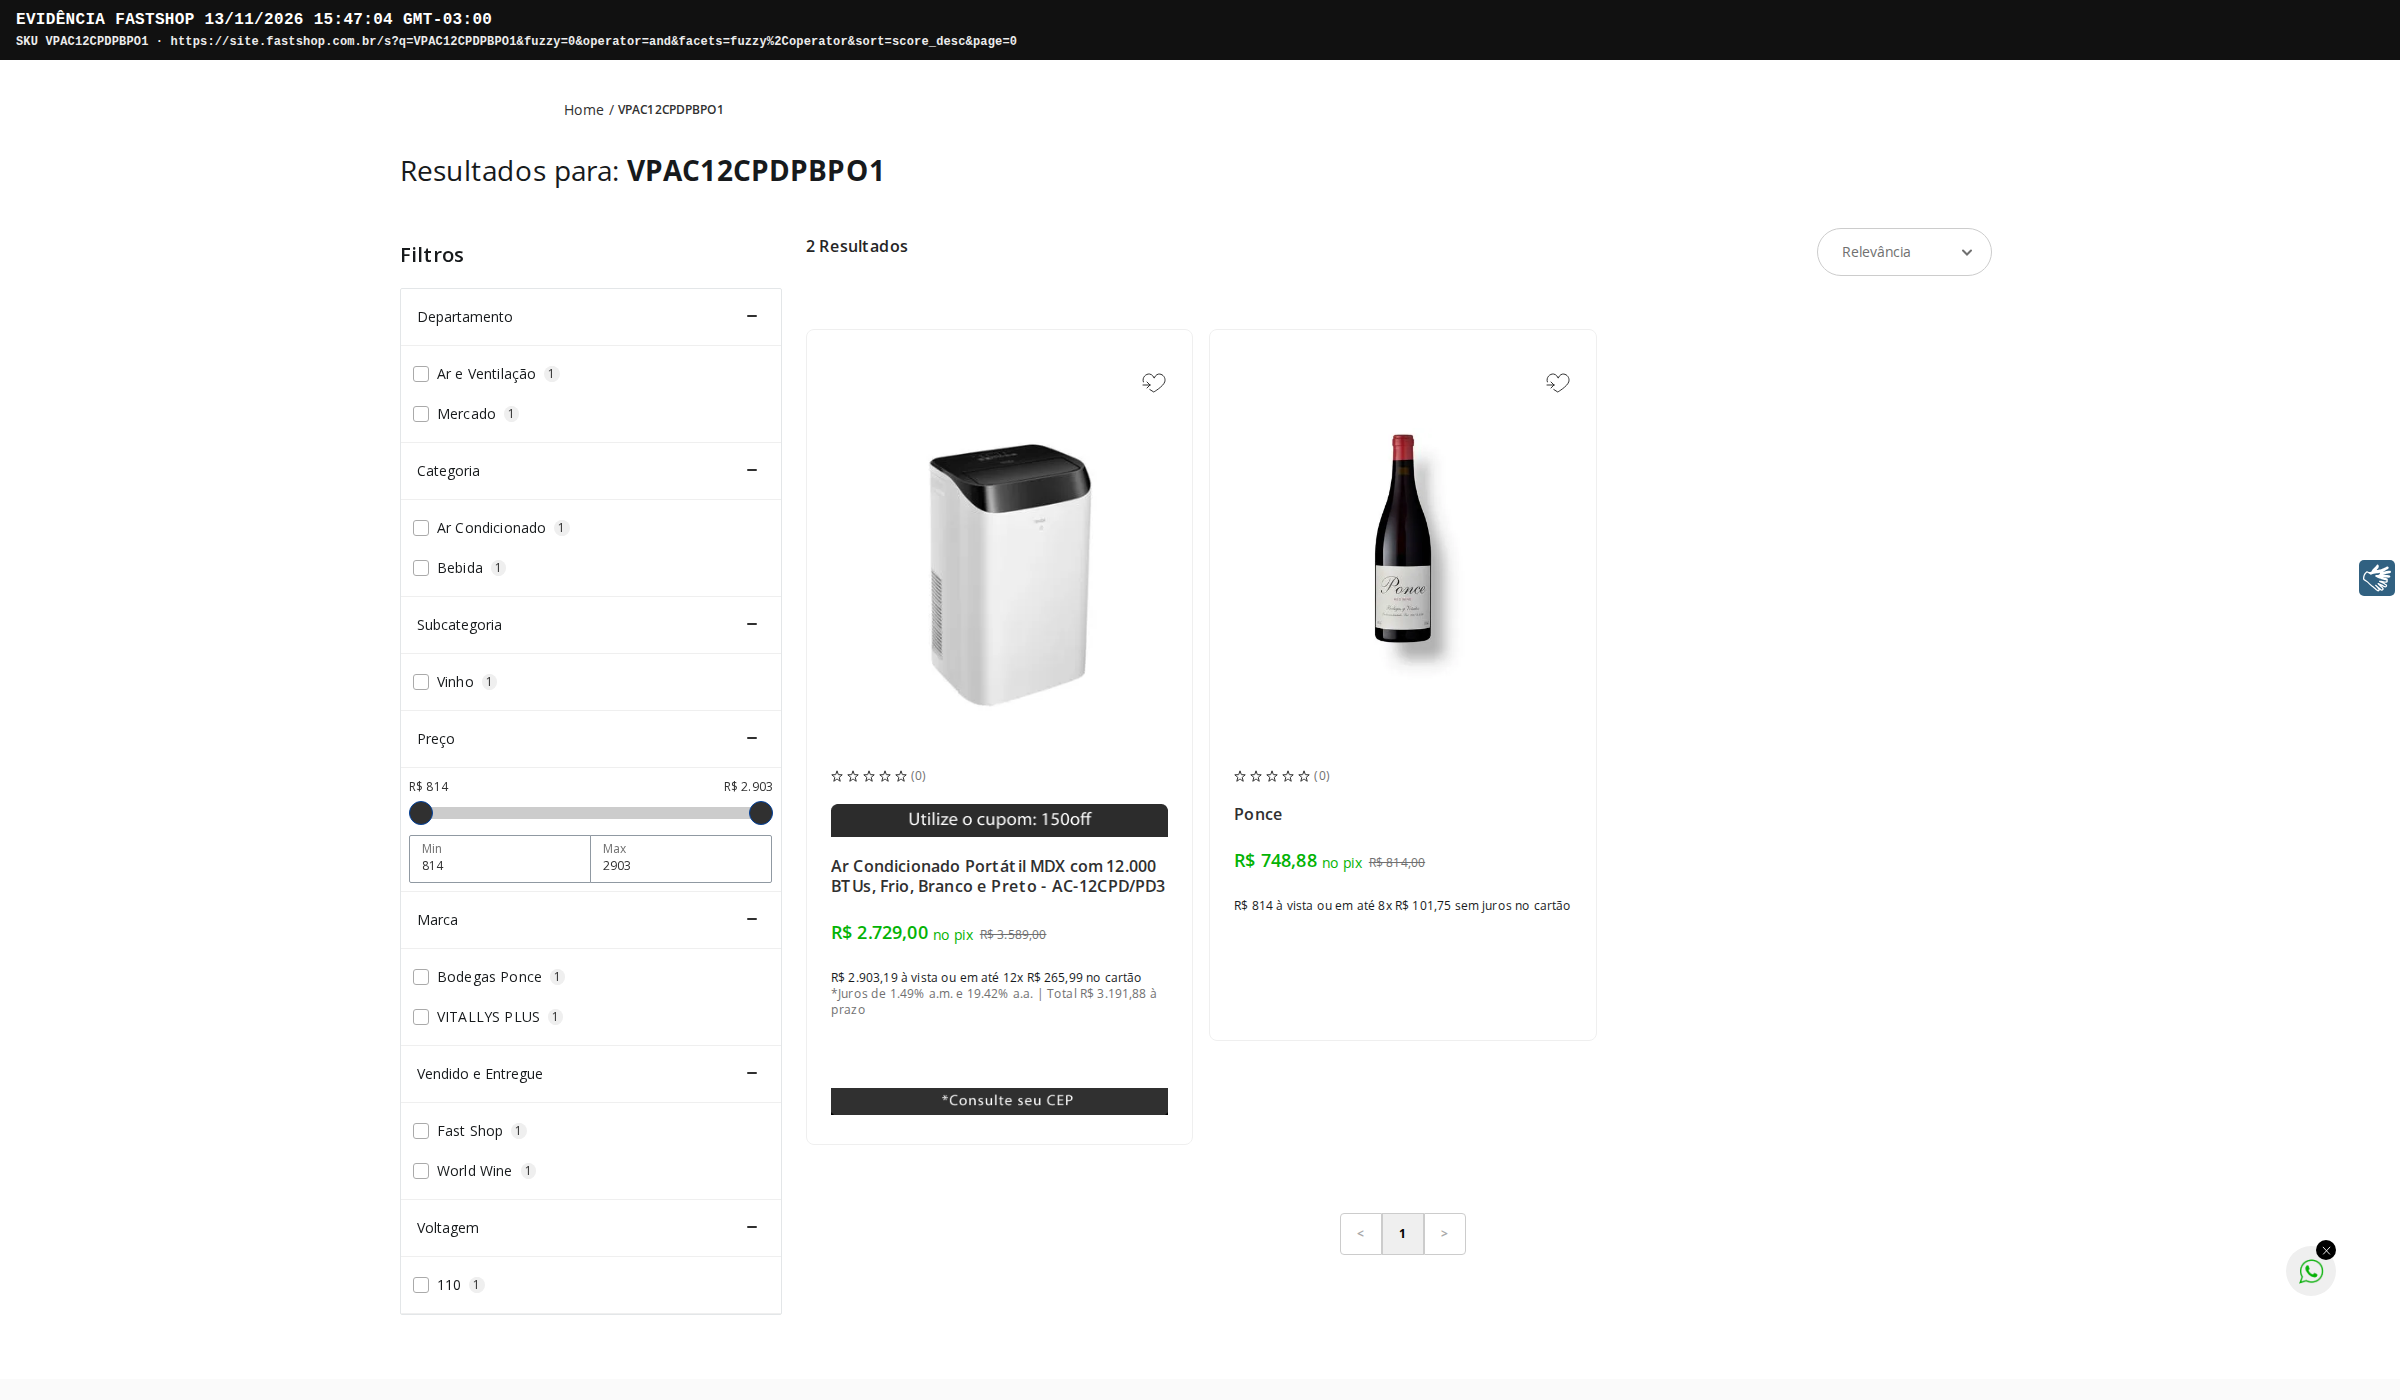 EVIDÊNCIA FASTSHOP 13/11/2026 15:47:04 GMT-03:00
SKU VPAC12CPDPBPO1 · https://site.fastshop.com.br/s?q=VPAC12CPDPBPO1&fuzzy=0&operator=and&facets=fuzzy%2Coperator&sort=score_desc&page=0
Home / VPAC12CPDPBPO1
Resultados para: VPAC12CPDPBPO1
Filtros
Departamento
Ar e Ventilação 1
Mercado 1
Categoria
Ar Condicionado 1
Bebida 1
Subcategoria
Vinho 1
Preço
R$ 814 R$ 2.903
Min Max
814 2903
Marca
Bodegas Ponce 1
VITALLYS PLUS 1
Vendido e Entregue
Fast Shop 1
World Wine 1
Voltagem
110 1
2 Resultados
Relevância
(0)
Utilize o cupom: 150off
Ar Condicionado Portátil MDX com 12.000
BTUs, Frio, Branco e Preto - AC-12CPD/PD3
R$ 2.729,00 no pix R$ 3.589,00
R$ 2.903,19 à vista ou em até 12x R$ 265,99 no cartão
*Juros de 1.49% a.m. e 19.42% a.a. | Total R$ 3.191,88 à
prazo
*Consulte seu CEP
Ponce
(0)
Ponce
R$ 748,88 no pix R$ 814,00
R$ 814 à vista ou em até 8x R$ 101,75 sem juros no cartão
< 1 >